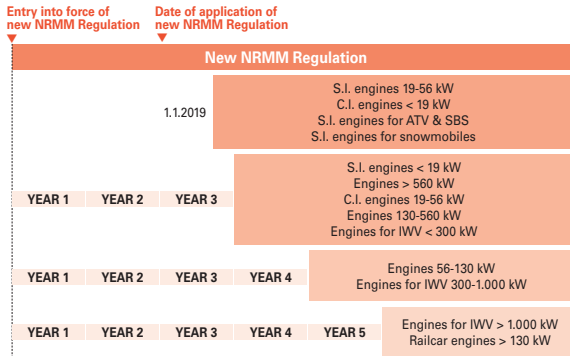 Entry into force of
new NRMM Regulation
Date of application of
new NRMM Regulation
New NRMM Regulation
1.1.2019
S.I. engines 19-56 kW
C.I. engines < 19 kW
S.I. engines for ATV & SBS
S.I. engines for snowmobiles
YEAR 1 YEAR 2 YEAR 3
S.I. engines < 19 kW
Engines > 560 kW
C.I. engines 19-56 kW
Engines 130-560 kW
Engines for IWV < 300 kW
YEAR 1 YEAR 2 YEAR 3 YEAR 4
Engines 56-130 kW
Engines for IWV 300-1.000 kW
YEAR 1 YEAR 2 YEAR 3 YEAR 4 YEAR 5
Engines for IWV > 1.000 kW
Railcar engines > 130 kW